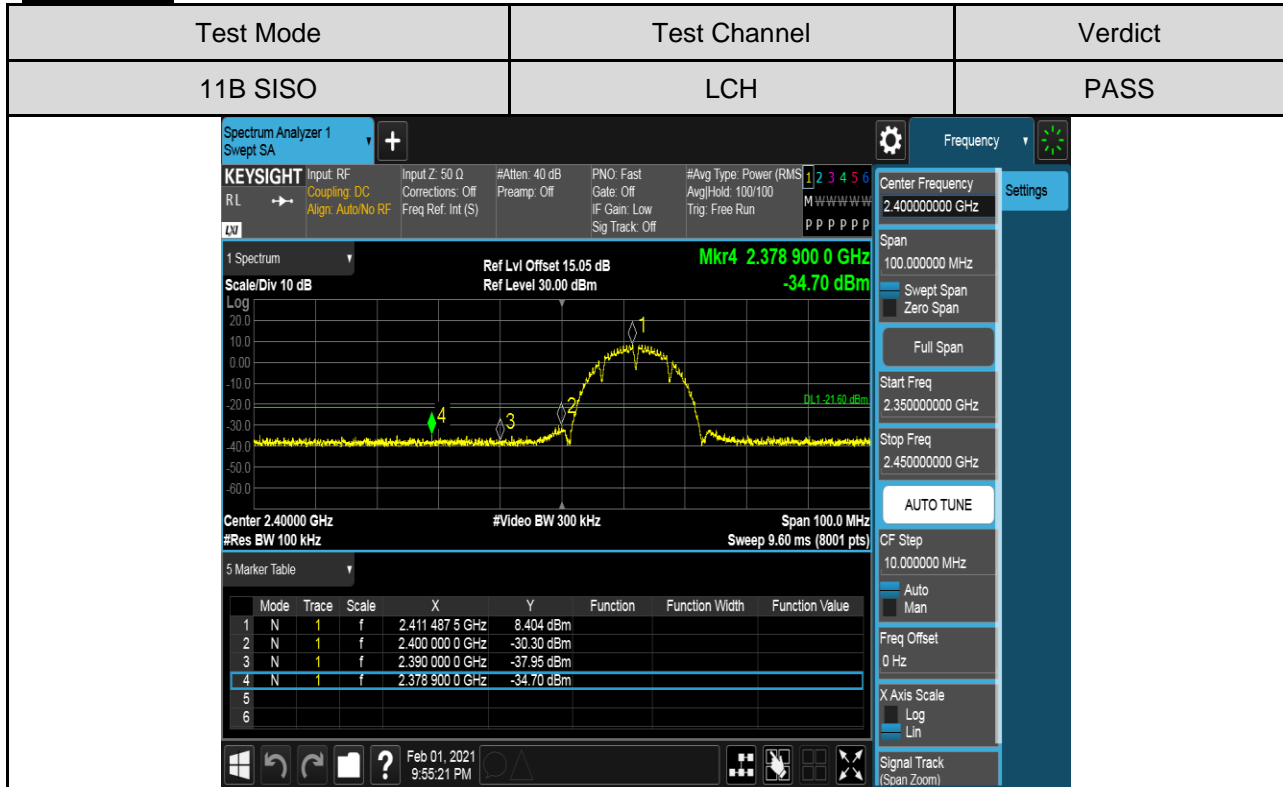 Test Mode Test Channel Verdict
11B SISO LCH PASS
Spectrum Analyzer 1
Swept SA
+
Frequency
KEYSIGHT
RL
LXI
Input: RF
Coupling: DC
Align: Auto/No RF
Input Z: 50 Ω
Corrections: Off
Freq Ref: Int (S)
#Atten: 40 dB
Preamp: Off
PNO: Fast
Gate: Off
IF Gain: Low
Sig Track: Off
#Avg Type: Power (RMS
Avg|Hold: 100/100
Trig: Free Run
1 2 3 4 5 6
M W W W W W
P P P P P P
1 Spectrum
Scale/Div 10 dB
Ref Lvl Offset 15.05 dB
Ref Level 30.00 dBm
Mkr4 2.378 900 0 GHz
-34.70 dBm
Log
20.0
10.0
0.00
-10.0
-20.0
-30.0
-40.0
-50.0
-60.0
1
2
3
4
DL1 -21.60 dBm
Center 2.40000 GHz #Video BW 300 kHz Span 100.0 MHz
#Res BW 100 kHz Sweep 9.60 ms (8001 pts)
5 Marker Table
Mode Trace Scale X Y Function Function Width Function Value
1 N 1 f 2.411 487 5 GHz 8.404 dBm
2 N 1 f 2.400 000 0 GHz -30.30 dBm
3 N 1 f 2.390 000 0 GHz -37.95 dBm
4 N 1 f 2.378 900 0 GHz -34.70 dBm
5
6
?
Feb 01, 2021
9:55:21 PM
Center Frequency
2.400000000 GHz
Settings
Span
100.000000 MHz
Swept Span
Zero Span
Full Span
Start Freq
2.350000000 GHz
Stop Freq
2.450000000 GHz
AUTO TUNE
CF Step
10.000000 MHz
Auto
Man
Freq Offset
0 Hz
X Axis Scale
Log
Lin
Signal Track
(Span Zoom)